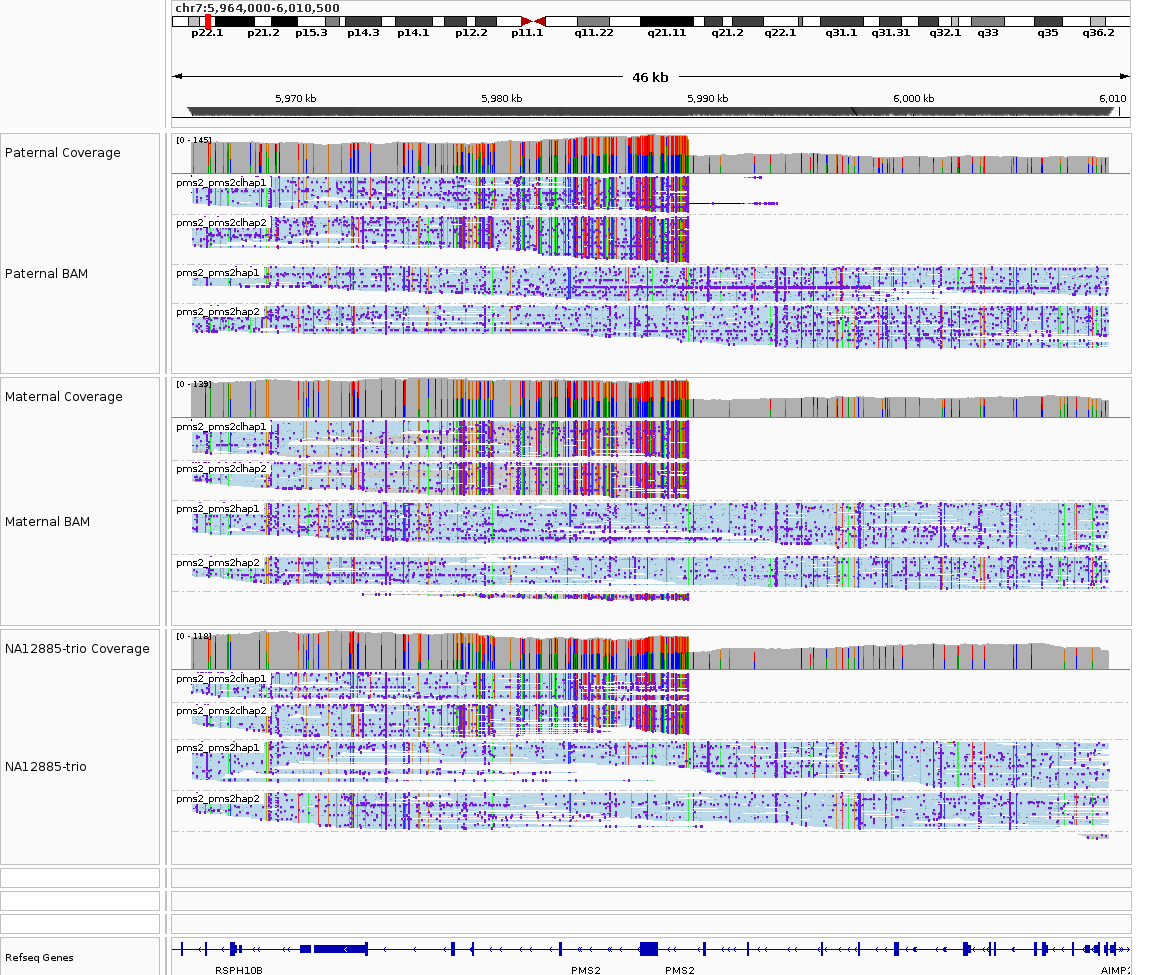 chr7:5,964,000-6,010,500
p22.1 p21.2 p15.3 p14.3 p14.1 p12.2 p11.1 q11.22 q21.11 q21.2 q22.1 q31.1 q31.31 q32.1 q33 q35 q36.2
46 kb
5,970 kb 5,980 kb 5,990 kb 6,000 kb 6,010
[0 - 145]
Paternal Coverage
pms2_pms2clhap1
pms2_pms2clhap2
Paternal BAM
pms2_pms2hap1
pms2_pms2hap2
[0 - 139]
Maternal Coverage
pms2_pms2clhap1
pms2_pms2clhap2
pms2_pms2hap1
Maternal BAM
pms2_pms2hap2
[0 - 118]
NA12885-trio Coverage
pms2_pms2clhap1
pms2_pms2clhap2
pms2_pms2hap1
NA12885-trio
pms2_pms2hap2
Refseq Genes
RSPH10B PMS2 PMS2 AIMP2